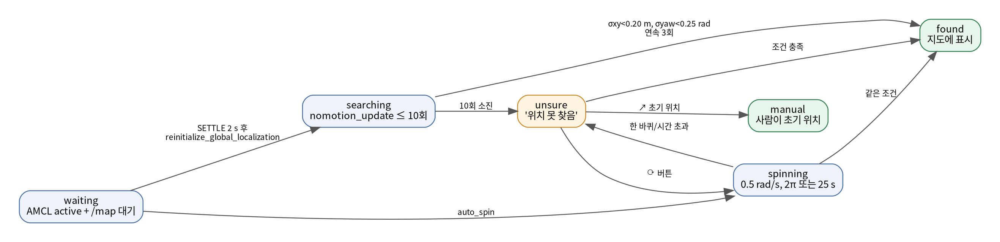 σxy<0.20 m, σyaw<0.25 rad
연속 3회
found
지도에 표시
조건 충족
같은 조건
searching
nomotion_update ≤ 10회
10회 소진
unsure
'위치 못 찾음'
↗ 초기 위치
manual
사람이 초기 위치
SETTLE 2 s 후
reinitialize_global_localization
한 바퀴/시간 초과
⟳ 버튼
spinning
0.5 rad/s, 2π 또는 25 s
waiting
AMCL active + /map 대기
auto_spin